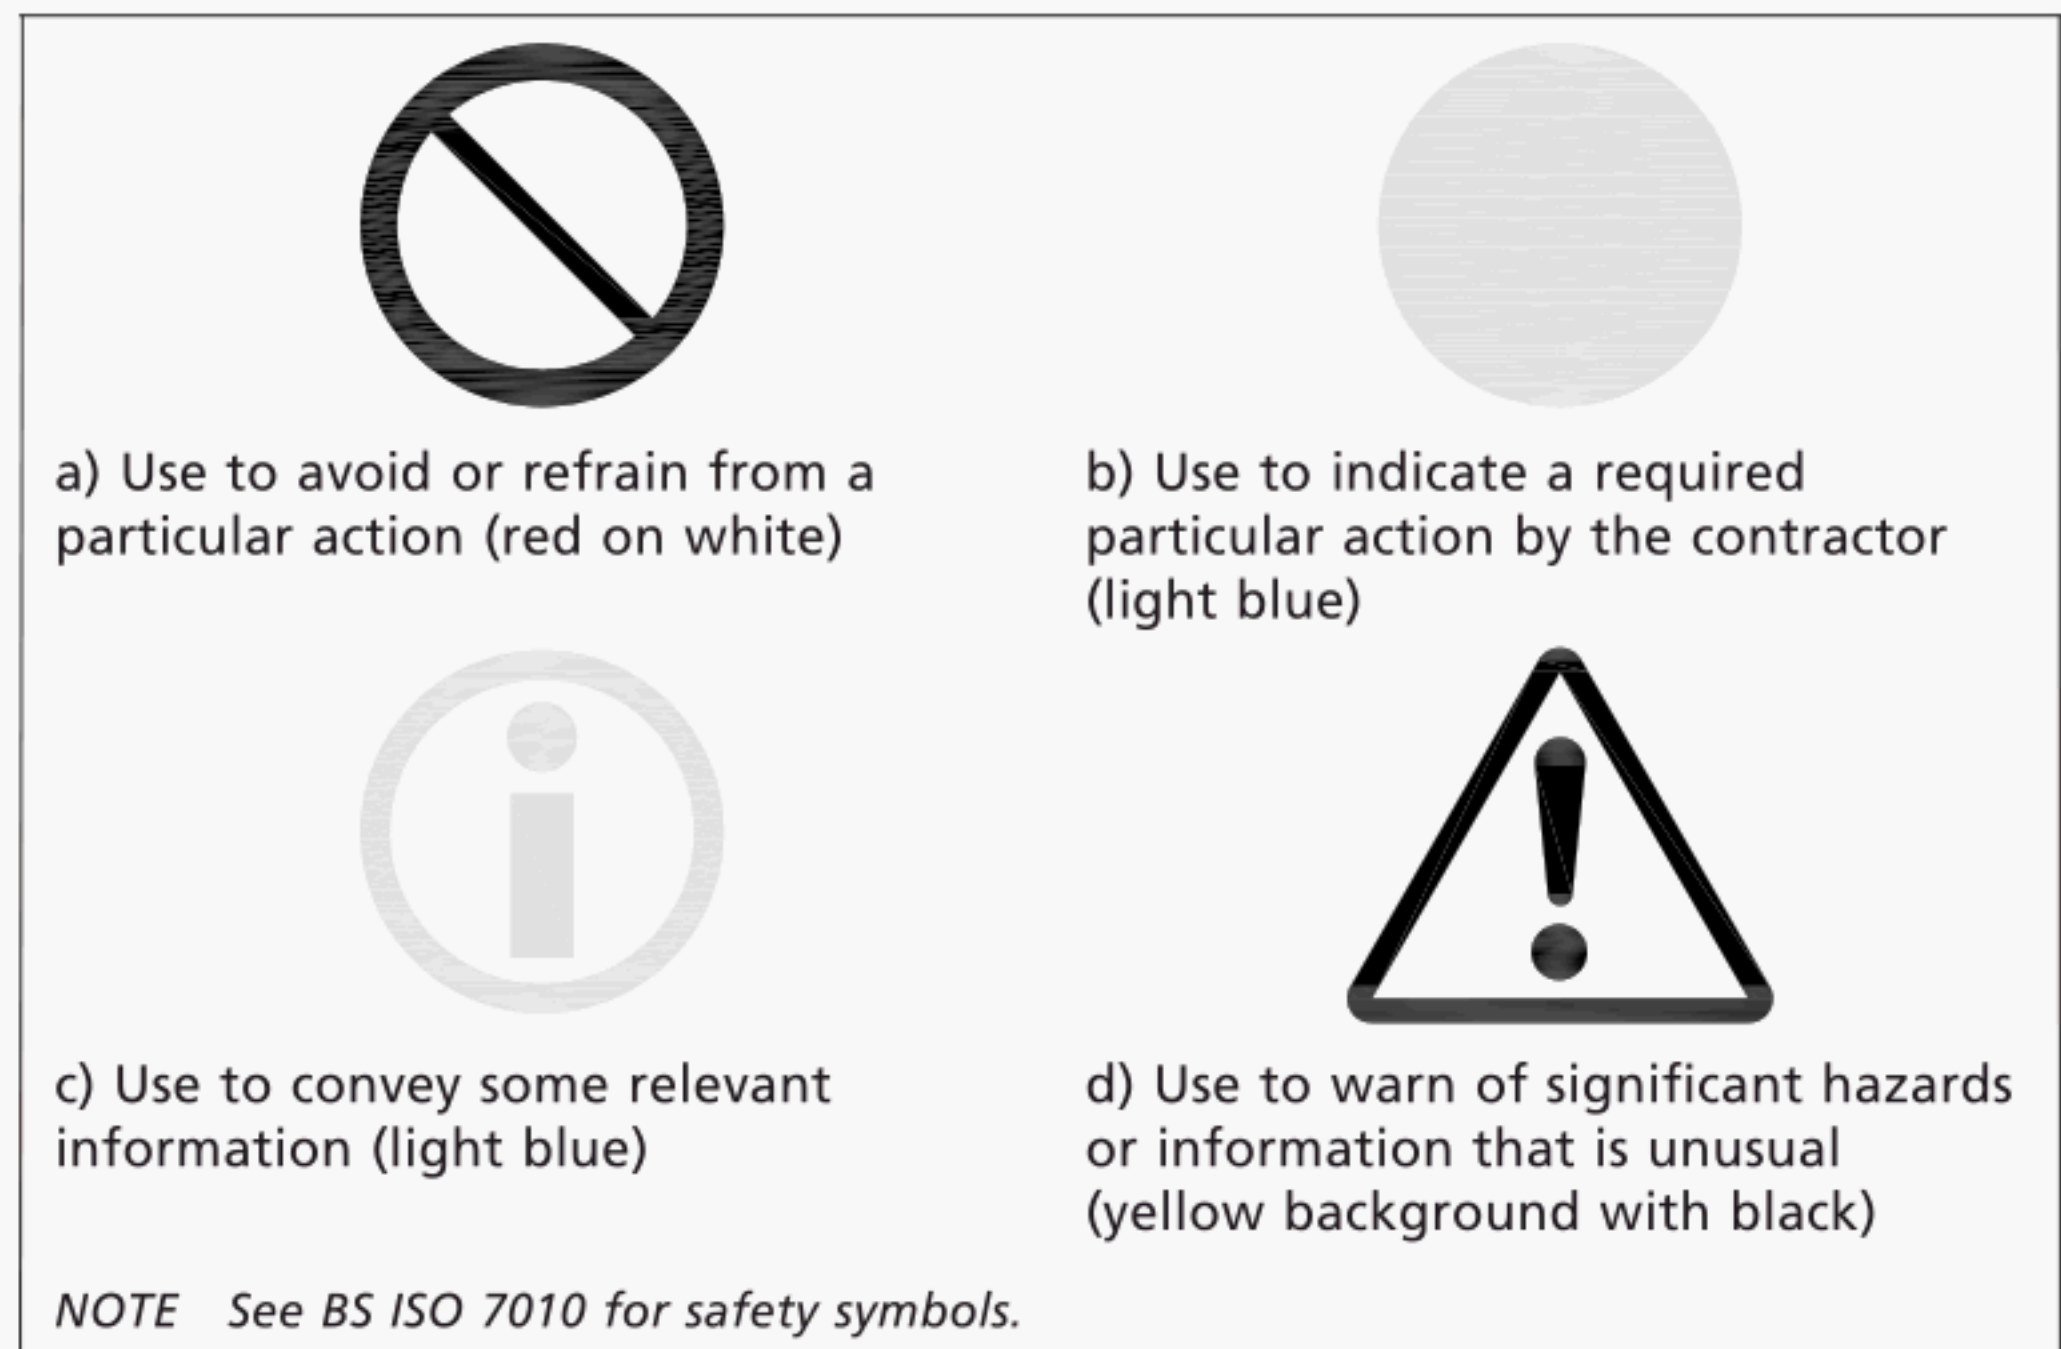 a) Use to avoid or refrain from a
particular action (red on white)
b) Use to indicate a required
particular action by the contractor
(light blue)
c) Use to convey some relevant
information (light blue)
d) Use to warn of significant hazards
or information that is unusual
(yellow background with black)
NOTE See BS ISO 7010 for safety symbols.